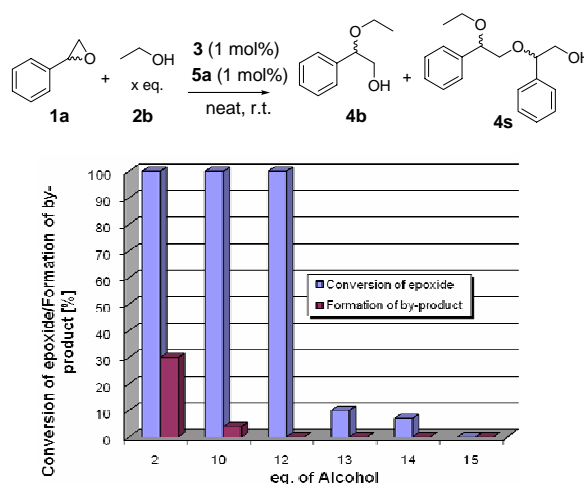 O
OH
3 (1 mol%)
5a (1 mol%)
neat, r.t.
+
x eq.
1a
2b
O
OH
4b
+
O
O
OH
4s
Conversion of epoxide/Formation of by-
product [%]
100
90
80
70
60
50
40
30
20
10
0
Conversion of epoxide
Formation of by-product
2 10 12 13 14 15
eq. of Alcohol